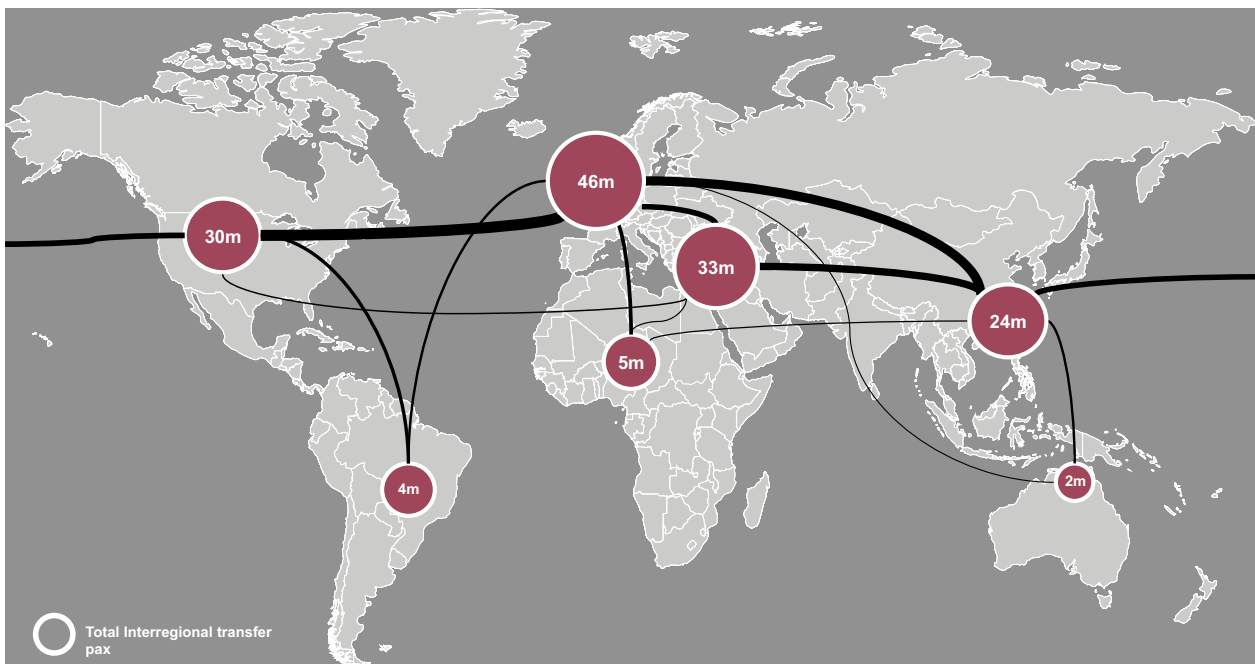 46m
30m
33m
24m
5m
4m
2m
Total Interregional transfer
pax